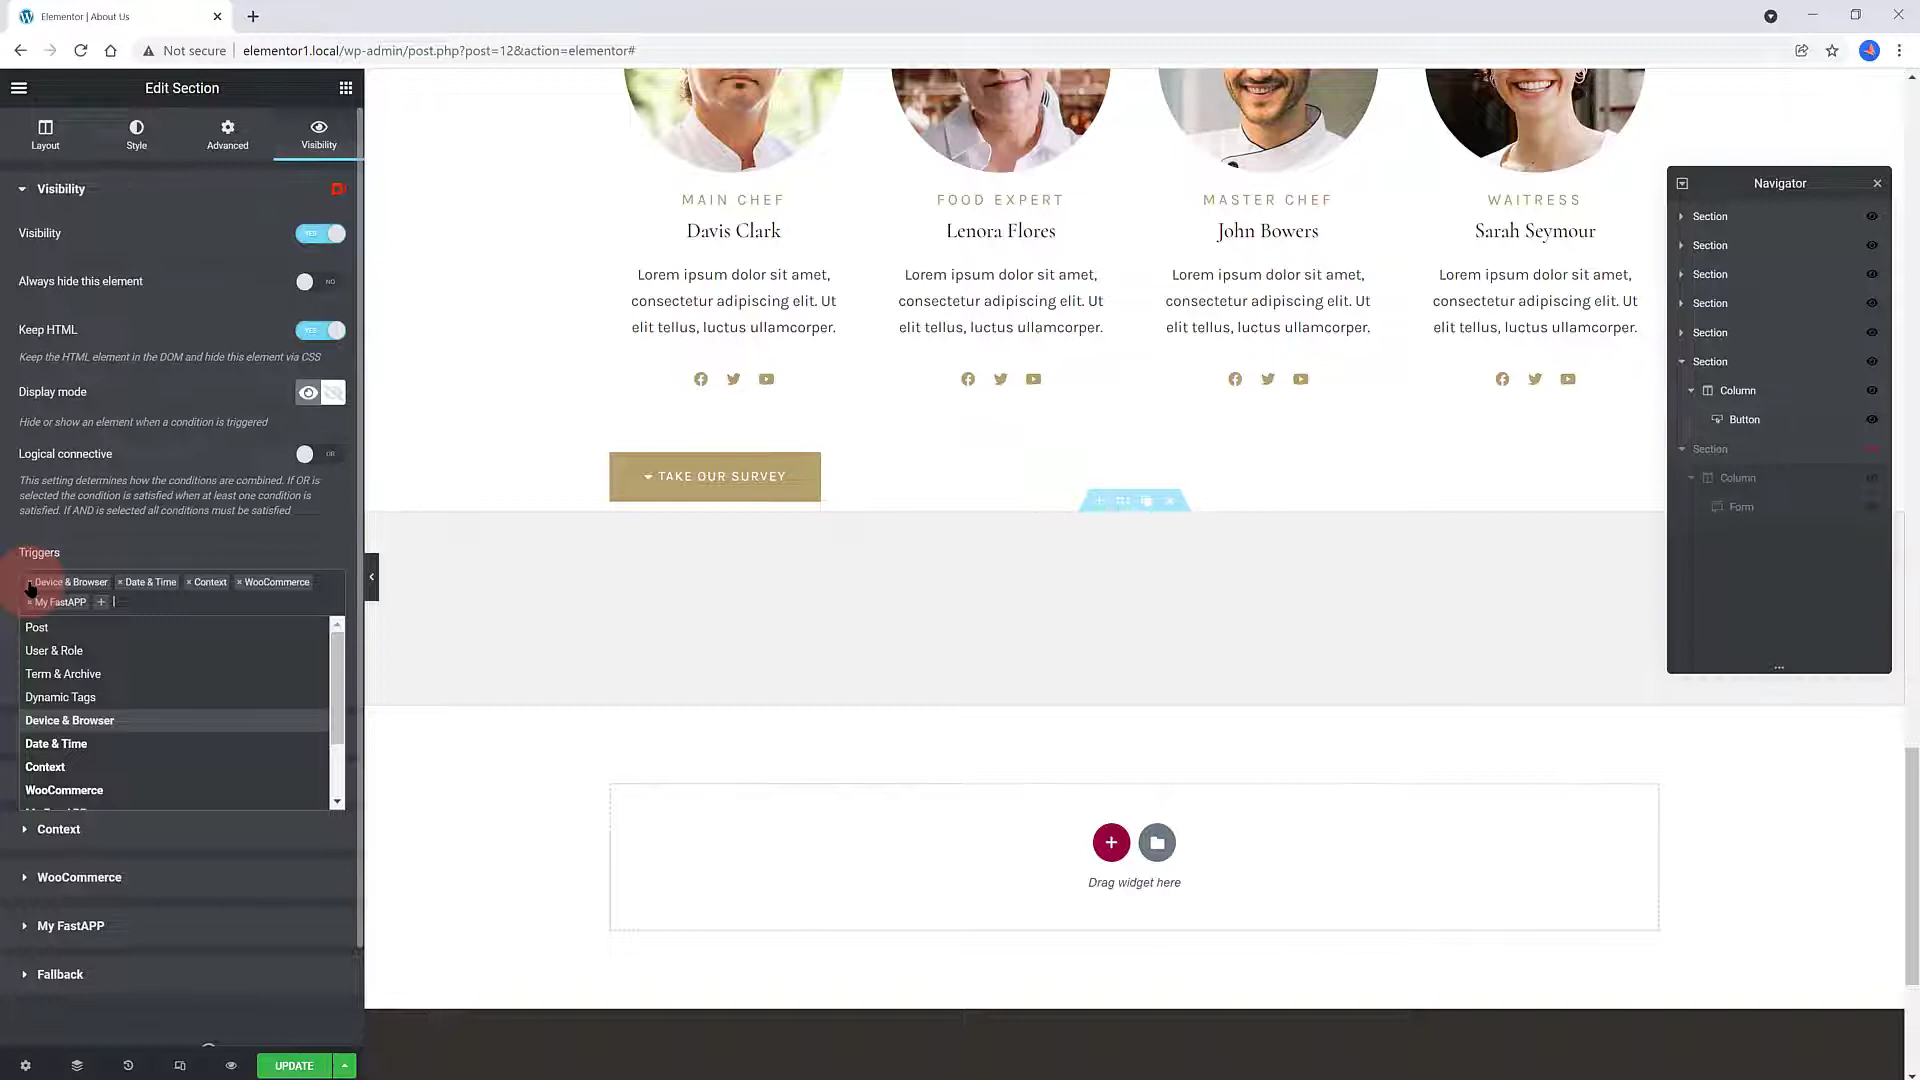 Elementor | About Us
Not secure
elementor1.local/wp-admin/post.php?post=12&action=elementor#
Edit Section
Layout
Style
Advanced
Visibility
Visibility
Visibility
YES
Always hide this element
NO
Keep HTML
YES
Keep the HTML element in the DOM and hide this element via CSS
Display mode
Hide or show an element when a condition is triggered
Logical connective
OR
This setting determines how the conditions are combined. If OR is
selected the condition is satisfied when at least one condition is
satisfied. If AND is selected all conditions must be satisfied
Triggers
Device & Browser × Date & Time × Context × WooCommerce
× My FastAPP +
Post
User & Role
Term & Archive
Dynamic Tags
Device & Browser
Date & Time
Context
WooCommerce
Context
WooCommerce
My FastAPP
Fallback
UPDATE
MAIN CHEF
Davis Clark
Lorem ipsum dolor sit amet,
consectetur adipiscing elit. Ut
elit tellus, luctus ullamcorper.
FOOD EXPERT
Lenora Flores
Lorem ipsum dolor sit amet,
consectetur adipiscing elit. Ut
elit tellus, luctus ullamcorper.
MASTER CHEF
John Bowers
Lorem ipsum dolor sit amet,
consectetur adipiscing elit. Ut
elit tellus, luctus ullamcorper.
WAITRESS
Sarah Seymour
Lorem ipsum dolor sit amet,
consectetur adipiscing elit. Ut
elit tellus, luctus ullamcorper.
TAKE OUR SURVEY
Drag widget here
Navigator
Section
Section
Section
Section
Section
Section
Column
Button
Section
Column
Form